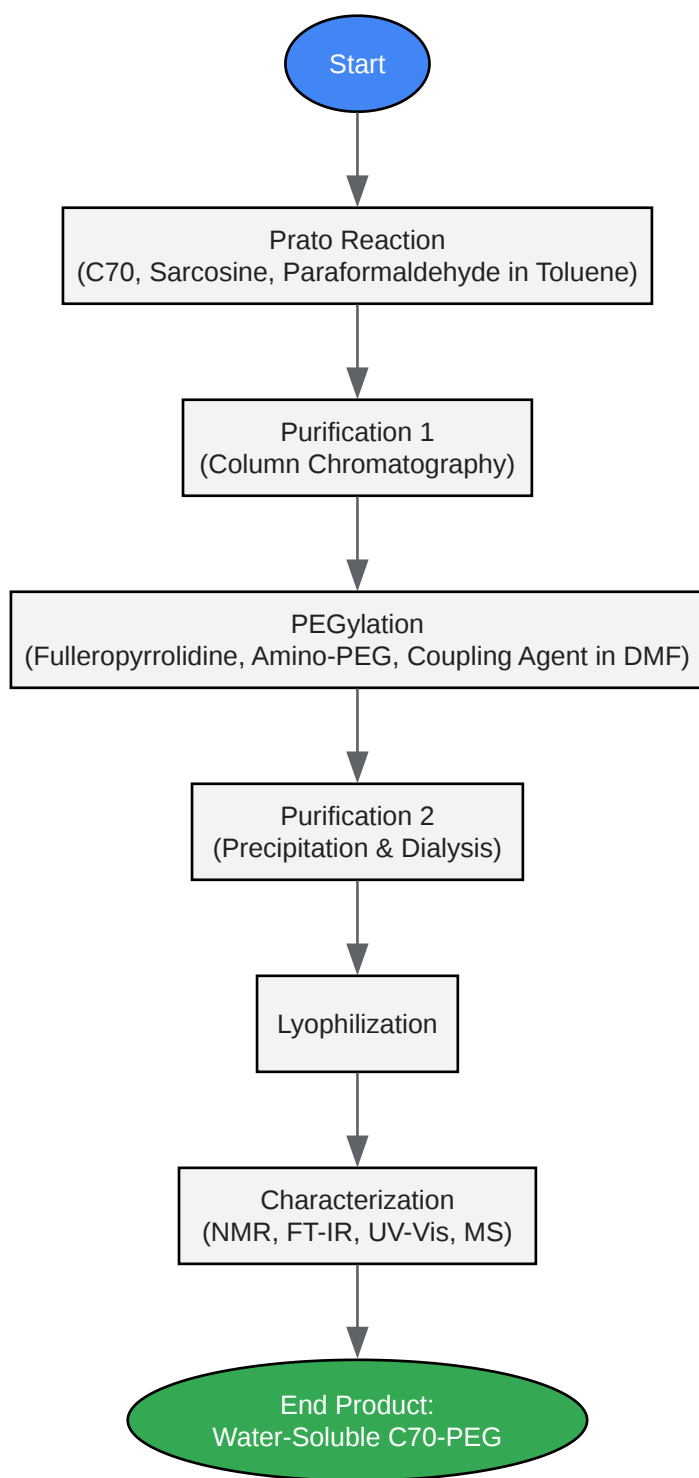 Start
Prato Reaction
(C70, Sarcosine, Paraformaldehyde in Toluene)
Purification 1
(Column Chromatography)
PEGylation
(Fulleropyrrolidine, Amino-PEG, Coupling Agent in DMF)
Purification 2
(Precipitation & Dialysis)
Lyophilization
Characterization
(NMR, FT-IR, UV-Vis, MS)
End Product:
Water-Soluble C70-PEG